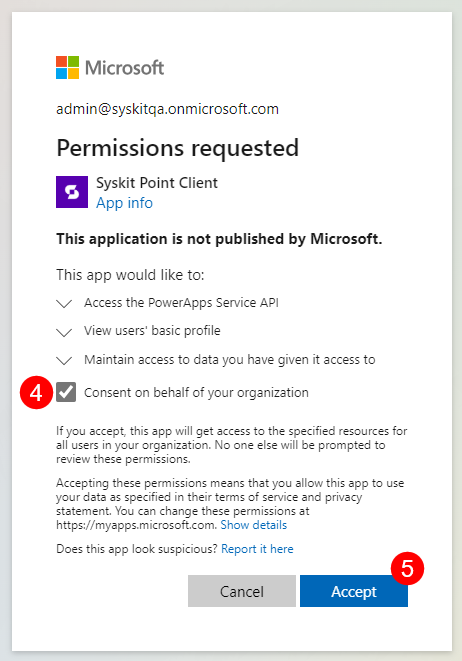 Microsoft
admin@syskitqa.onmicrosoft.com
Permissions requested
Syskit Point Client
App info
This application is not published by Microsoft.
This app would like to:
Access the PowerApps Service API
View users' basic profile
Maintain access to data you have given it access to
4 Consent on behalf of your organization
If you accept, this app will get access to the specified resources for
all users in your organization. No one else will be prompted to
review these permissions.
Accepting these permissions means that you allow this app to use
your data as specified in their terms of service and privacy
statement. You can change these permissions at
https://myapps.microsoft.com. Show details
Does this app look suspicious? Report it here
5
Cancel Accept